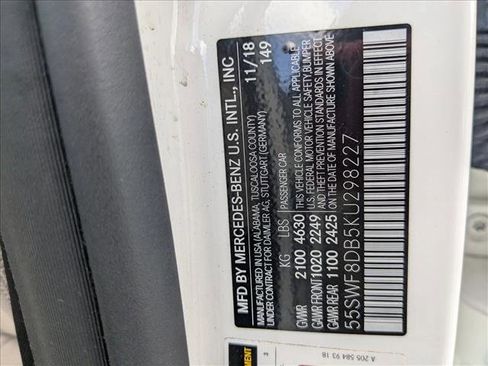 MFD BY MERCEDES-BENZ U.S. INTL., INC
MANUFACTURED IN USA (ALABAMA, TUSCALOOSA COUNTY)
UNDER CONTRACT FOR DAIMLER AG, STUTTGART (GERMANY)
11/18
149
KG LBS
GVWR 2100 4630
GAWR FRONT 1020 2249
GAWR REAR 1100 2425
PASSENGER CAR
THIS VEHICLE CONFORMS TO ALL APPLICABLE
U.S. FEDERAL MOTOR VEHICLE SAFETY, BUMPER
AND THEFT PREVENTION STANDARDS IN EFFECT
ON THE DATE OF MANUFACTURE SHOWN ABOVE
55SWF8DB5KU298227
A 205 584 93 18